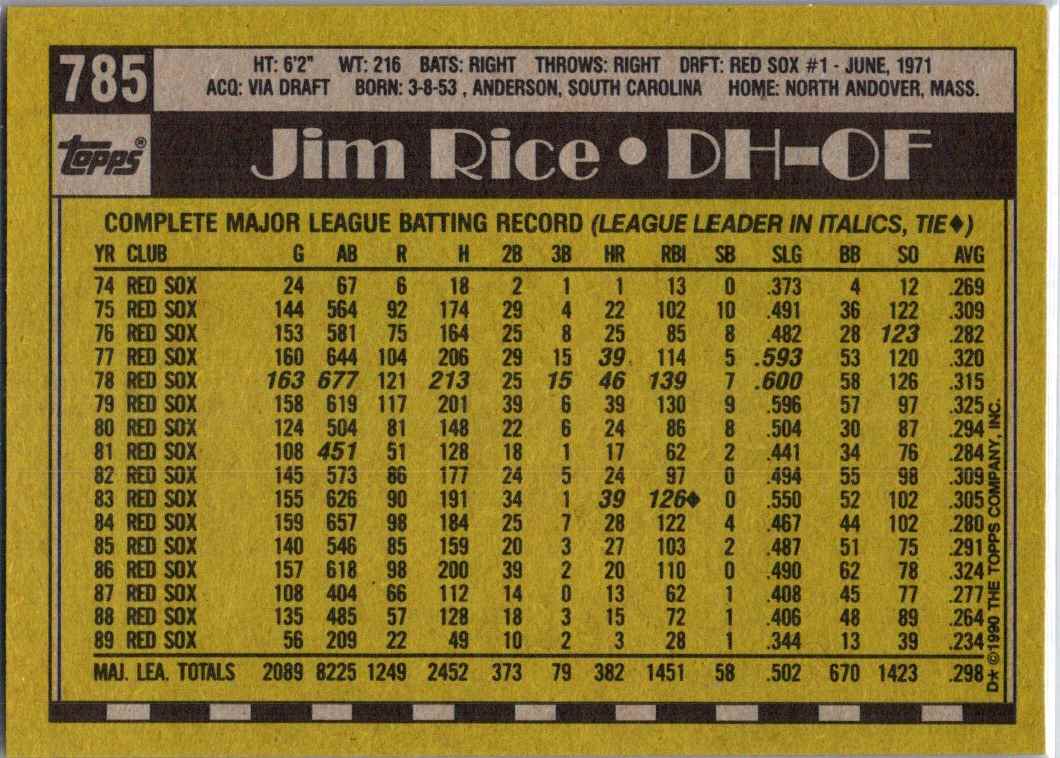 785
HT: 6'2" WT: 216 BATS: RIGHT THROWS: RIGHT DRFT: RED SOX #1 - JUNE, 1971
ACQ: VIA DRAFT BORN: 3-8-53 , ANDERSON, SOUTH CAROLINA HOME: NORTH ANDOVER, MASS.
topps®
Jim Rice • DH-OF
COMPLETE MAJOR LEAGUE BATTING RECORD (LEAGUE LEADER IN ITALICS, TIE♦)
YR CLUB G AB R H 2B 3B HR RBI SB SLG BB SO AVG
74 RED SOX 24 67 6 18 2 1 1 13 0 .373 4 12 .269
75 RED SOX 144 564 92 174 29 4 22 102 10 .491 36 122 .309
76 RED SOX 153 581 75 164 25 8 25 85 8 .482 28 123 .282
77 RED SOX 160 644 104 206 29 15 39 114 5 .593 53 120 .320
78 RED SOX 163 677 121 213 25 15 46 139 7 .600 58 126 .315
79 RED SOX 158 619 117 201 39 6 39 130 9 .596 57 97 .325
80 RED SOX 124 504 81 148 22 6 24 86 8 .504 30 87 .294
81 RED SOX 108 451 51 128 18 1 17 62 2 .441 34 76 .284
82 RED SOX 145 573 86 177 24 5 24 97 0 .494 55 98 .309
83 RED SOX 155 626 90 191 34 1 39 126♦ 0 .550 52 102 .305
84 RED SOX 159 657 98 184 25 7 28 122 4 .467 44 102 .280
85 RED SOX 140 546 85 159 20 3 27 103 2 .487 51 75 .291
86 RED SOX 157 618 98 200 39 2 20 110 0 .490 62 78 .324
87 RED SOX 108 404 66 112 14 0 13 62 1 .408 45 77 .277
88 RED SOX 135 485 57 128 18 3 15 72 1 .406 48 89 .264
89 RED SOX 56 209 22 49 10 2 3 28 1 .344 13 39 .234
MAJ. LEA. TOTALS 2089 8225 1249 2452 373 79 382 1451 58 .502 670 1423 .298
D★ ©1990 THE TOPPS COMPANY, INC.